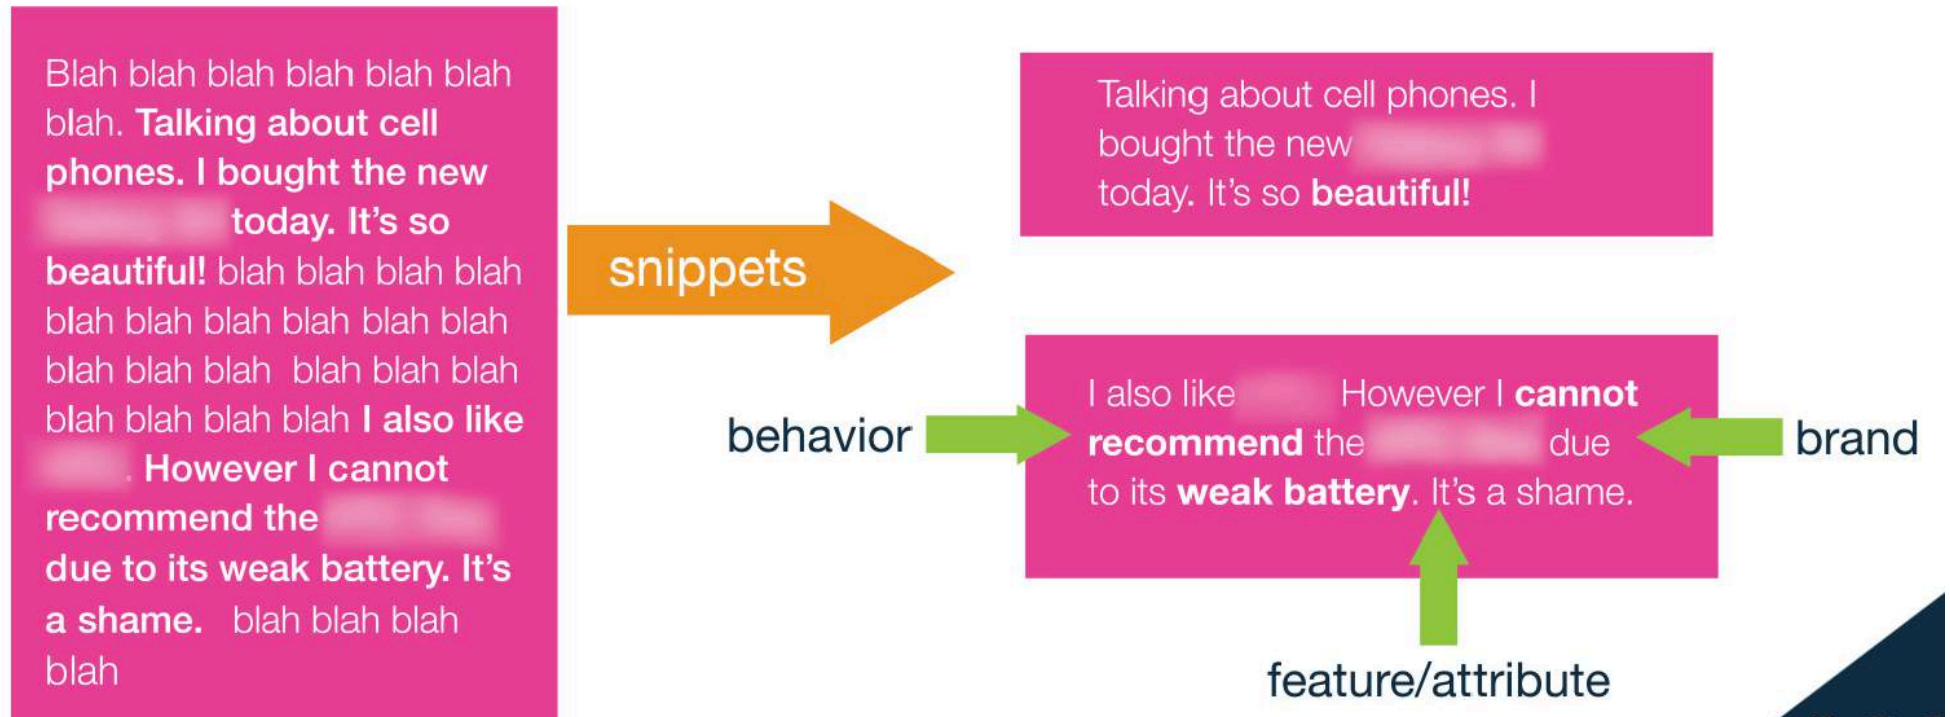 Blah blah blah blah blah blah
blah. Talking about cell
phones. I bought the new
today. It's so
beautiful! blah blah blah blah
blah blah blah blah blah blah
blah blah blah blah blah blah
blah blah blah blah I also like
. However I cannot
recommend the
due to its weak battery. It's
a shame. blah blah blah
blah
snippets
Talking about cell phones. I
bought the new
today. It's so beautiful!
behavior
I also like However I cannot
recommend the due
to its weak battery. It's a shame.
brand
feature/attribute